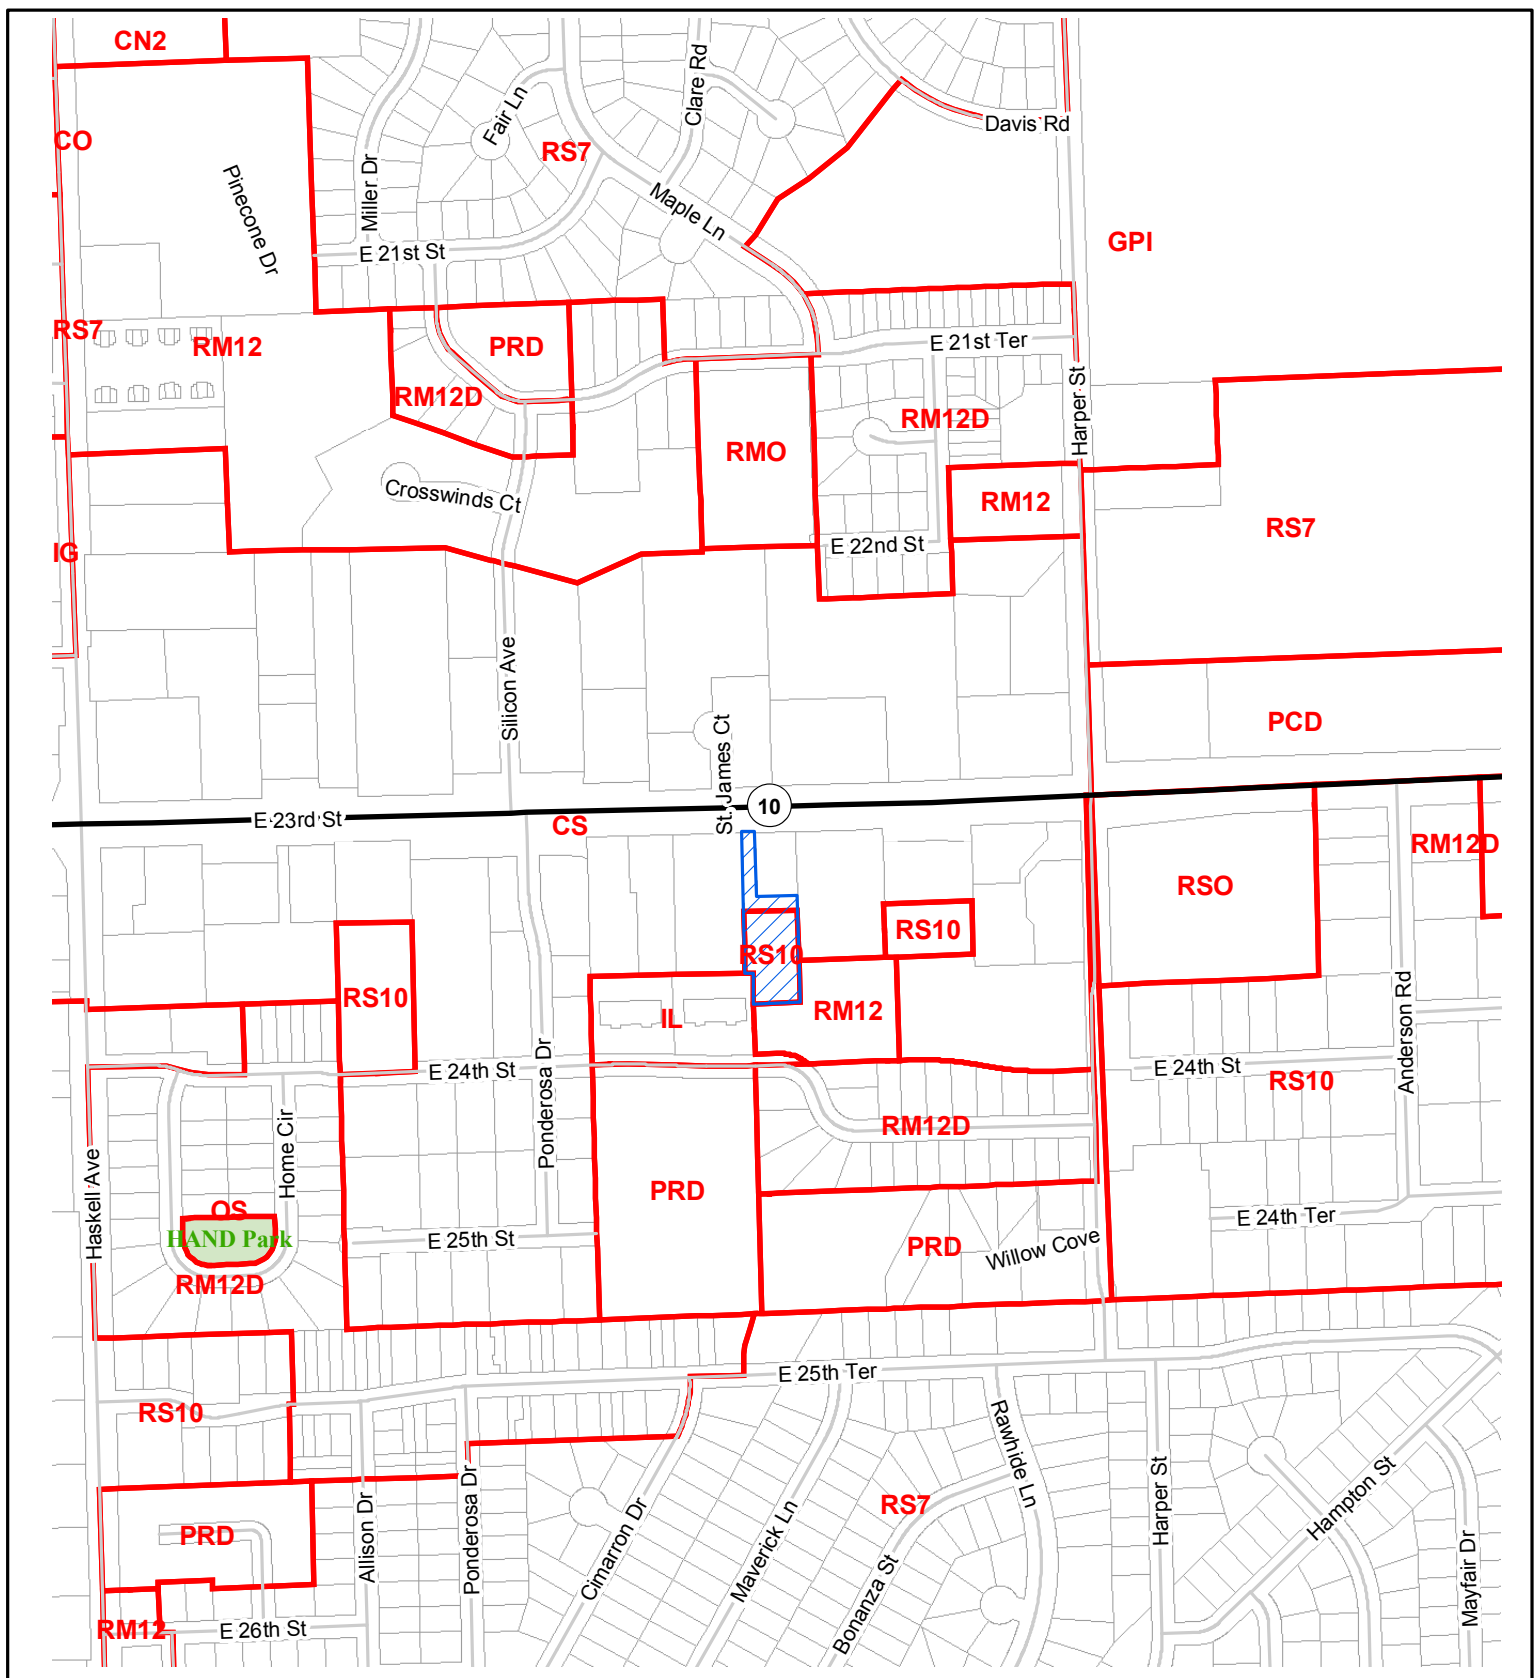 CN2
Clare Rd
Fair Ln
Davis Rd
CO
RS7
Miller Dr
Pinecone Dr
Maple Ln
GPI
E 21st St
RS7
RM12
PRD
E 21st Ter
RM12D
Harper St
RM12D
RMO
Crosswinds Ct
RM12
RS7
IG
E 22nd St
Silicon Ave
St. James Ct
PCD
10
E 23rd St
CS
RM12D
RSO
RS10
RS10
RS10
RM12
IL
E 24th St
Ponderosa Dr
E 24th St
RS10
Anderson Rd
RM12D
Home Cir
Haskell Ave
PRD
OS
HAND Park
E 25th St
E 24th Ter
PRD
Willow Cove
RM12D
E 25th Ter
RS10
Rawhide Ln
Harper St
Hampton St
RS7
PRD
Allison Dr
Ponderosa Dr
Cimarron Dr
Maverick Ln
Bonanza St
Mayfair Dr
RM12
E 26th St